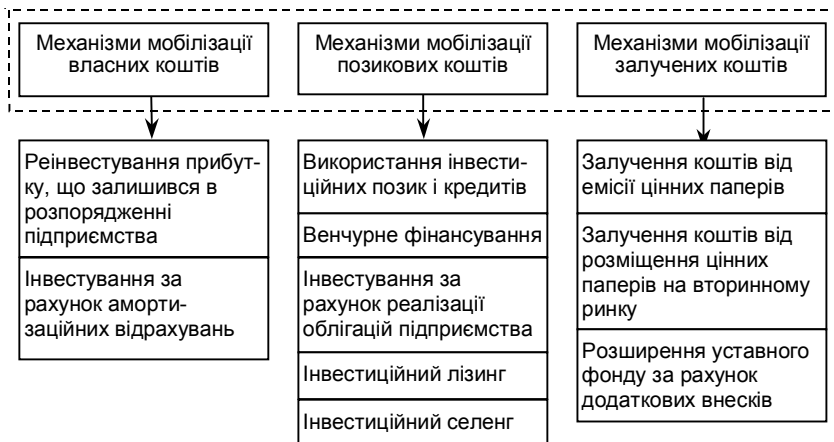 Механізми мобілізації
власних коштів
Механізми мобілізації
позикових коштів
Механізми мобілізації
залучених коштів
Реінвестування прибут-
ку, що залишився в
розпорядженні
підприємства
Інвестування за
рахунок аморти-
заційних відрахувань
Використання інвести-
ційних позик і кредитів
Венчурне фінансування
Інвестування за
рахунок реалізації
облігацій підприємства
Інвестиційний лізинг
Інвестиційний селенг
Залучення коштів від
емісії цінних паперів
Залучення коштів від
розміщення цінних
паперів на вторинному
ринку
Розширення уставного
фонду за рахунок
додаткових внесків